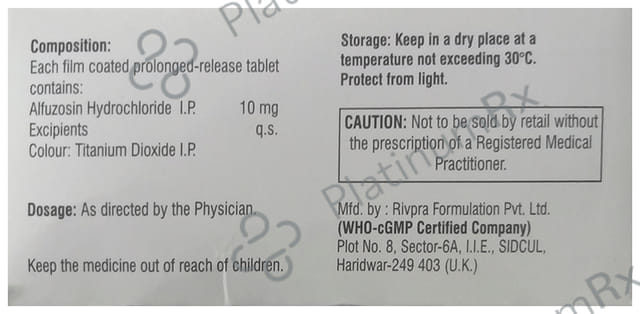 Composition:
Each film coated prolonged-release tablet
contains:
Alfuzosin Hydrochloride I.P. 10 mg
Excipients q.s.
Colour: Titanium Dioxide I.P.
Dosage: As directed by the Physician.
Keep the medicine out of reach of children.
Storage: Keep in a dry place at a
temperature not exceeding 30°C.
Protect from light.
CAUTION: Not to be sold by retail without
the prescription of a Registered Medical
Practitioner.
Mfd. by : Rivpra Formulation Pvt. Ltd.
(WHO-cGMP Certified Company)
Plot No. 8, Sector-6A, I.I.E., SIDCUL,
Haridwar-249 403 (U.K.)
PlatinumRx